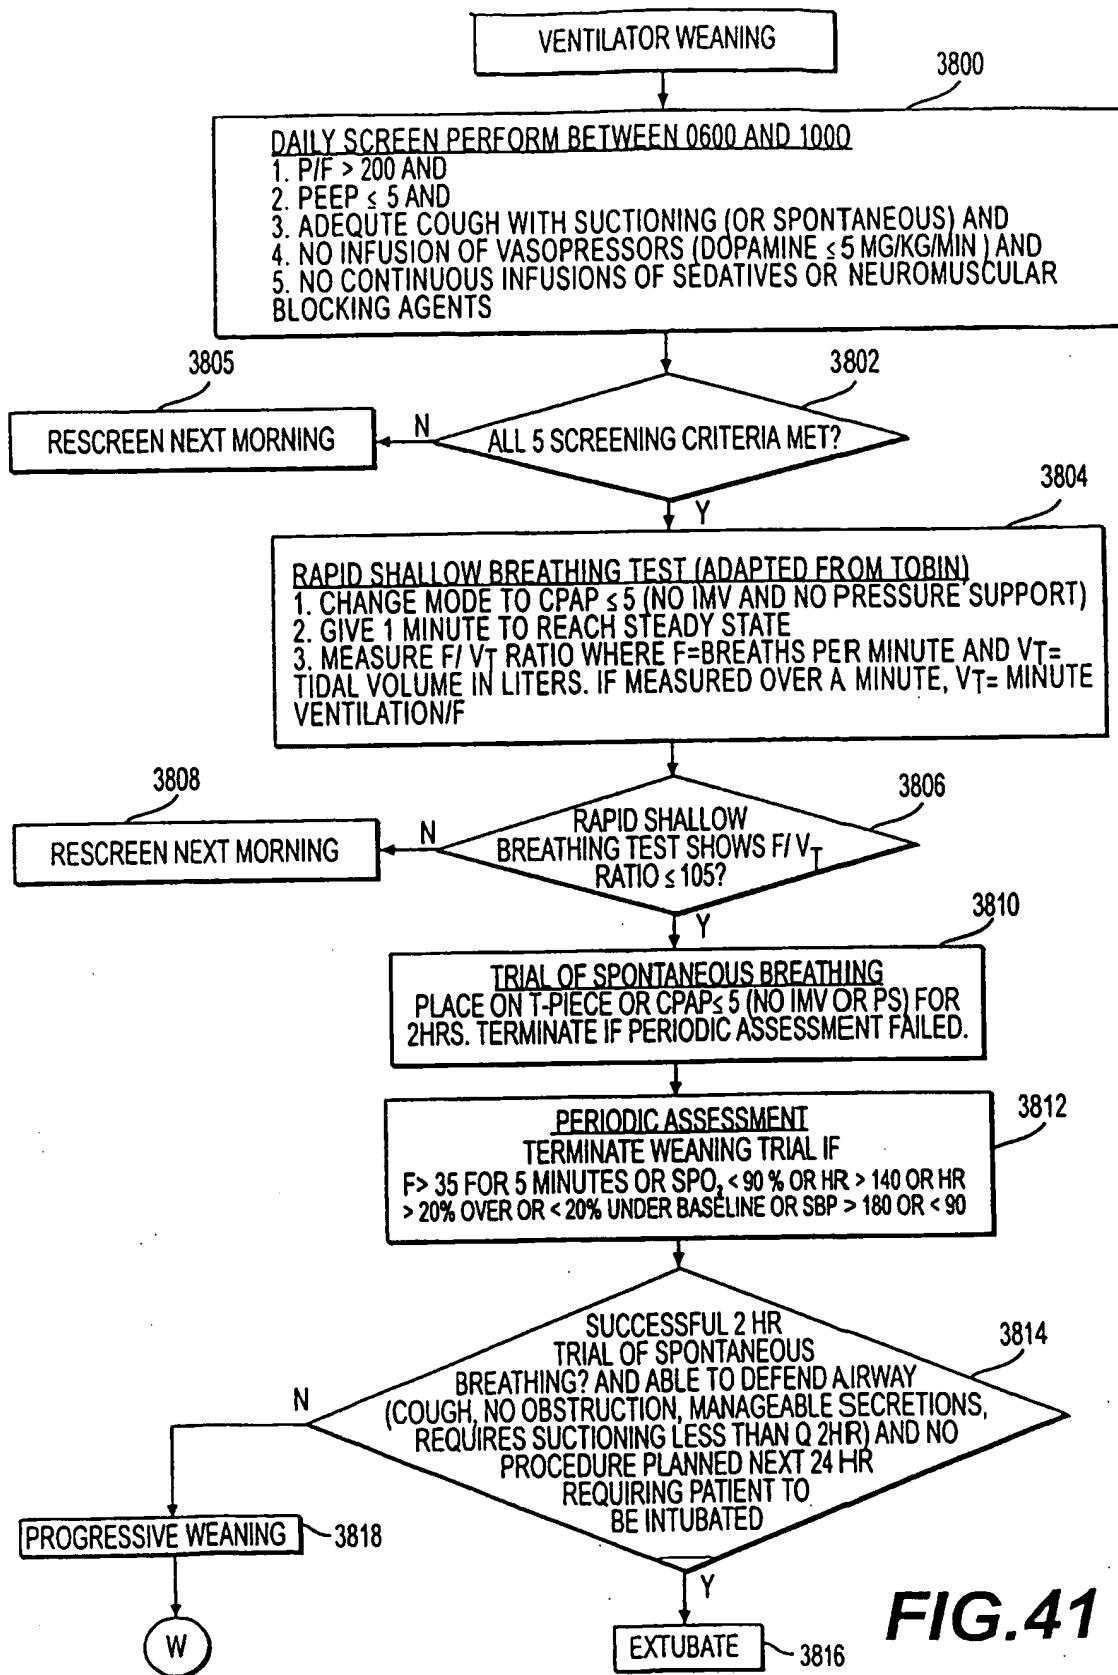 VENTILATOR WEANING
3800
DAILY SCREEN PERFORM BETWEEN 0600 AND 1000
1. P/F > 200 AND
2. PEEP ≤ 5 AND
3. ADEQUTE COUGH WITH SUCTIONING (OR SPONTANEOUS) AND
4. NO INFUSION OF VASOPRESSORS (DOPAMINE ≤ 5 MG/KG/MIN ) AND
5. NO CONTINUOUS INFUSIONS OF SEDATIVES OR NEUROMUSCULAR
BLOCKING AGENTS
3805
3802
RESCREEN NEXT MORNING
N
ALL 5 SCREENING CRITERIA MET?
Y
3804
RAPID SHALLOW BREATHING TEST (ADAPTED FROM TOBIN)
1. CHANGE MODE TO CPAP ≤ 5 (NO IMV AND NO PRESSURE SUPPORT)
2. GIVE 1 MINUTE TO REACH STEADY STATE
3. MEASURE F/ VT RATIO WHERE F=BREATHS PER MINUTE AND VT=
TIDAL VOLUME IN LITERS. IF MEASURED OVER A MINUTE, VT= MINUTE
VENTILATION/F
3808
3806
RESCREEN NEXT MORNING
N
RAPID SHALLOW
BREATHING TEST SHOWS F/ VT
RATIO ≤ 105?
Y
3810
TRIAL OF SPONTANEOUS BREATHING
PLACE ON T-PIECE OR CPAP≤ 5 (NO IMV OR PS) FOR
2HRS. TERMINATE IF PERIODIC ASSESSMENT FAILED.
3812
PERIODIC ASSESSMENT
TERMINATE WEANING TRIAL IF
F> 35 FOR 5 MINUTES OR SPO2 < 90 % OR HR > 140 OR HR
> 20% OVER OR < 20% UNDER BASELINE OR SBP > 180 OR < 90
3814
SUCCESSFUL 2 HR
TRIAL OF SPONTANEOUS
BREATHING? AND ABLE TO DEFEND AIRWAY
(COUGH, NO OBSTRUCTION, MANAGEABLE SECRETIONS,
REQUIRES SUCTIONING LESS THAN Q 2HR) AND NO
PROCEDURE PLANNED NEXT 24 HR
REQUIRING PATIENT TO
BE INTUBATED
N
PROGRESSIVE WEANING
3818
W
Y
EXTUBATE
3816
FIG.41